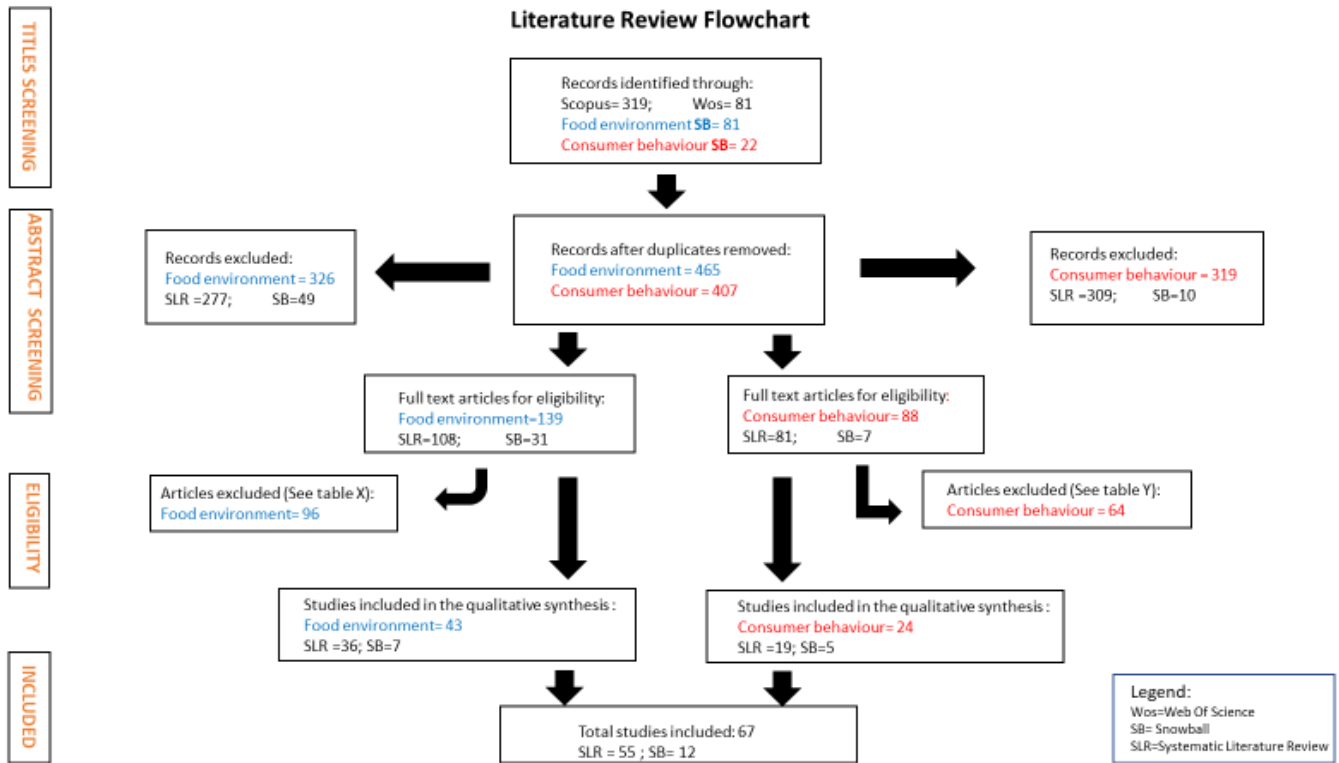 Literature Review Flowchart
TITLES SCREENING
Records identified through:
Scopus= 319; Wos= 81
Food environment SB= 81
Consumer behaviour SB= 22
ABSTRACT SCREENING
Records excluded:
Food environment = 326
SLR =277; SB=49
Records after duplicates removed:
Food environment = 465
Consumer behaviour = 407
Records excluded:
Consumer behaviour = 319
SLR =309; SB=10
Full text articles for eligibility:
Food environment=139
SLR=108; SB=31
Full text articles for eligibility:
Consumer behaviour= 88
SLR=81; SB=7
ELIGIBILITY
Articles excluded (See table X):
Food environment= 96
Articles excluded (See table Y):
Consumer behaviour = 64
Studies included in the qualitative synthesis :
Food environment= 43
SLR =36; SB=7
Studies included in the qualitative synthesis :
Consumer behaviour= 24
SLR =19; SB=5
INCLUDED
Total studies included: 67
SLR = 55 ; SB= 12
Legend:
Wos=Web Of Science
SB= Snowball
SLR=Systematic Literature Review